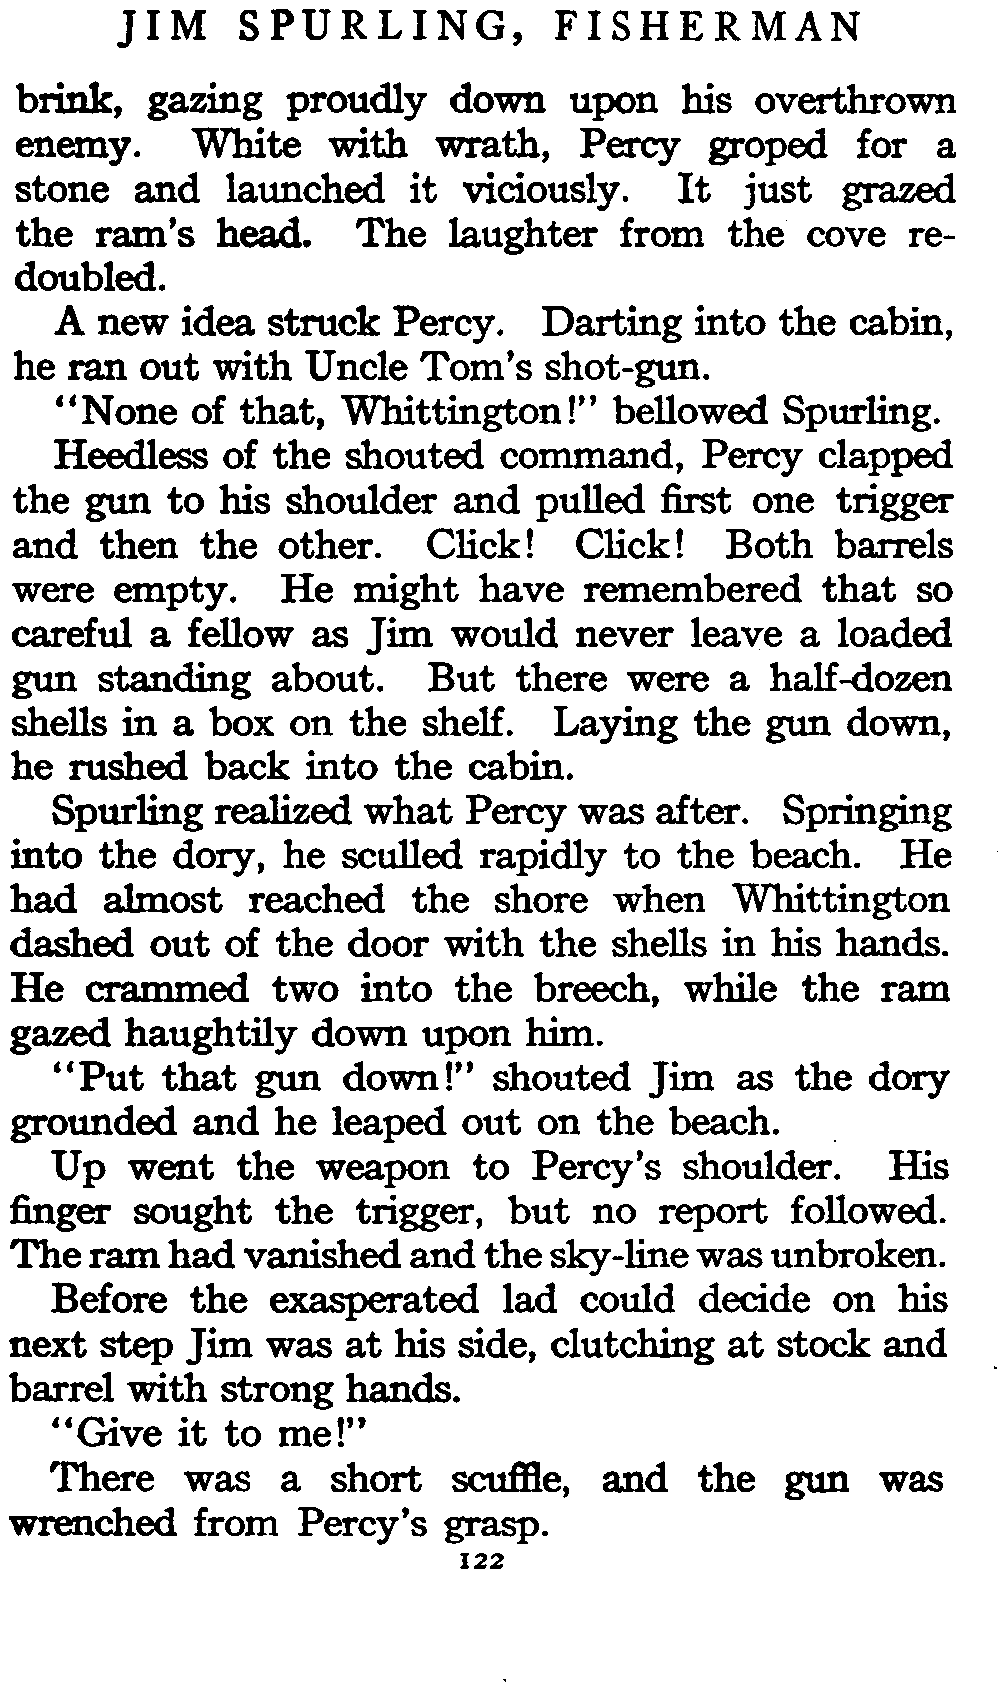 JIM SPURLING, FISHERMAN
brink, gazing proudly down upon his overthrown
enemy. White with wrath, Percy groped for a
stone and launched it viciously. It just grazed
the ram's head. The laughter from the cove re-
doubled.
A new idea struck Percy. Darting into the cabin,
he ran out with Uncle Tom's shot-gun.
"None of that, Whittington!" bellowed Spurling.
Heedless of the shouted command, Percy clapped
the gun to his shoulder and pulled first one trigger
and then the other. Click! Click! Both barrels
were empty. He might have remembered that so
careful a fellow as Jim would never leave a loaded
gun standing about. But there were a half-dozen
shells in a box on the shelf. Laying the gun down,
he rushed back into the cabin.
Spurling realized what Percy was after. Springing
into the dory, he sculled rapidly to the beach. He
had almost reached the shore when Whittington
dashed out of the door with the shells in his hands.
He crammed two into the breech, while the ram
gazed haughtily down upon him.
"Put that gun down!" shouted Jim as the dory
grounded and he leaped out on the beach.
Up went the weapon to Percy's shoulder. His
finger sought the trigger, but no report followed.
The ram had vanished and the sky-line was unbroken.
Before the exasperated lad could decide on his
next step Jim was at his side, clutching at stock and
barrel with strong hands.
"Give it to me!"
There was a short scuffle, and the gun was
wrenched from Percy's grasp.
122